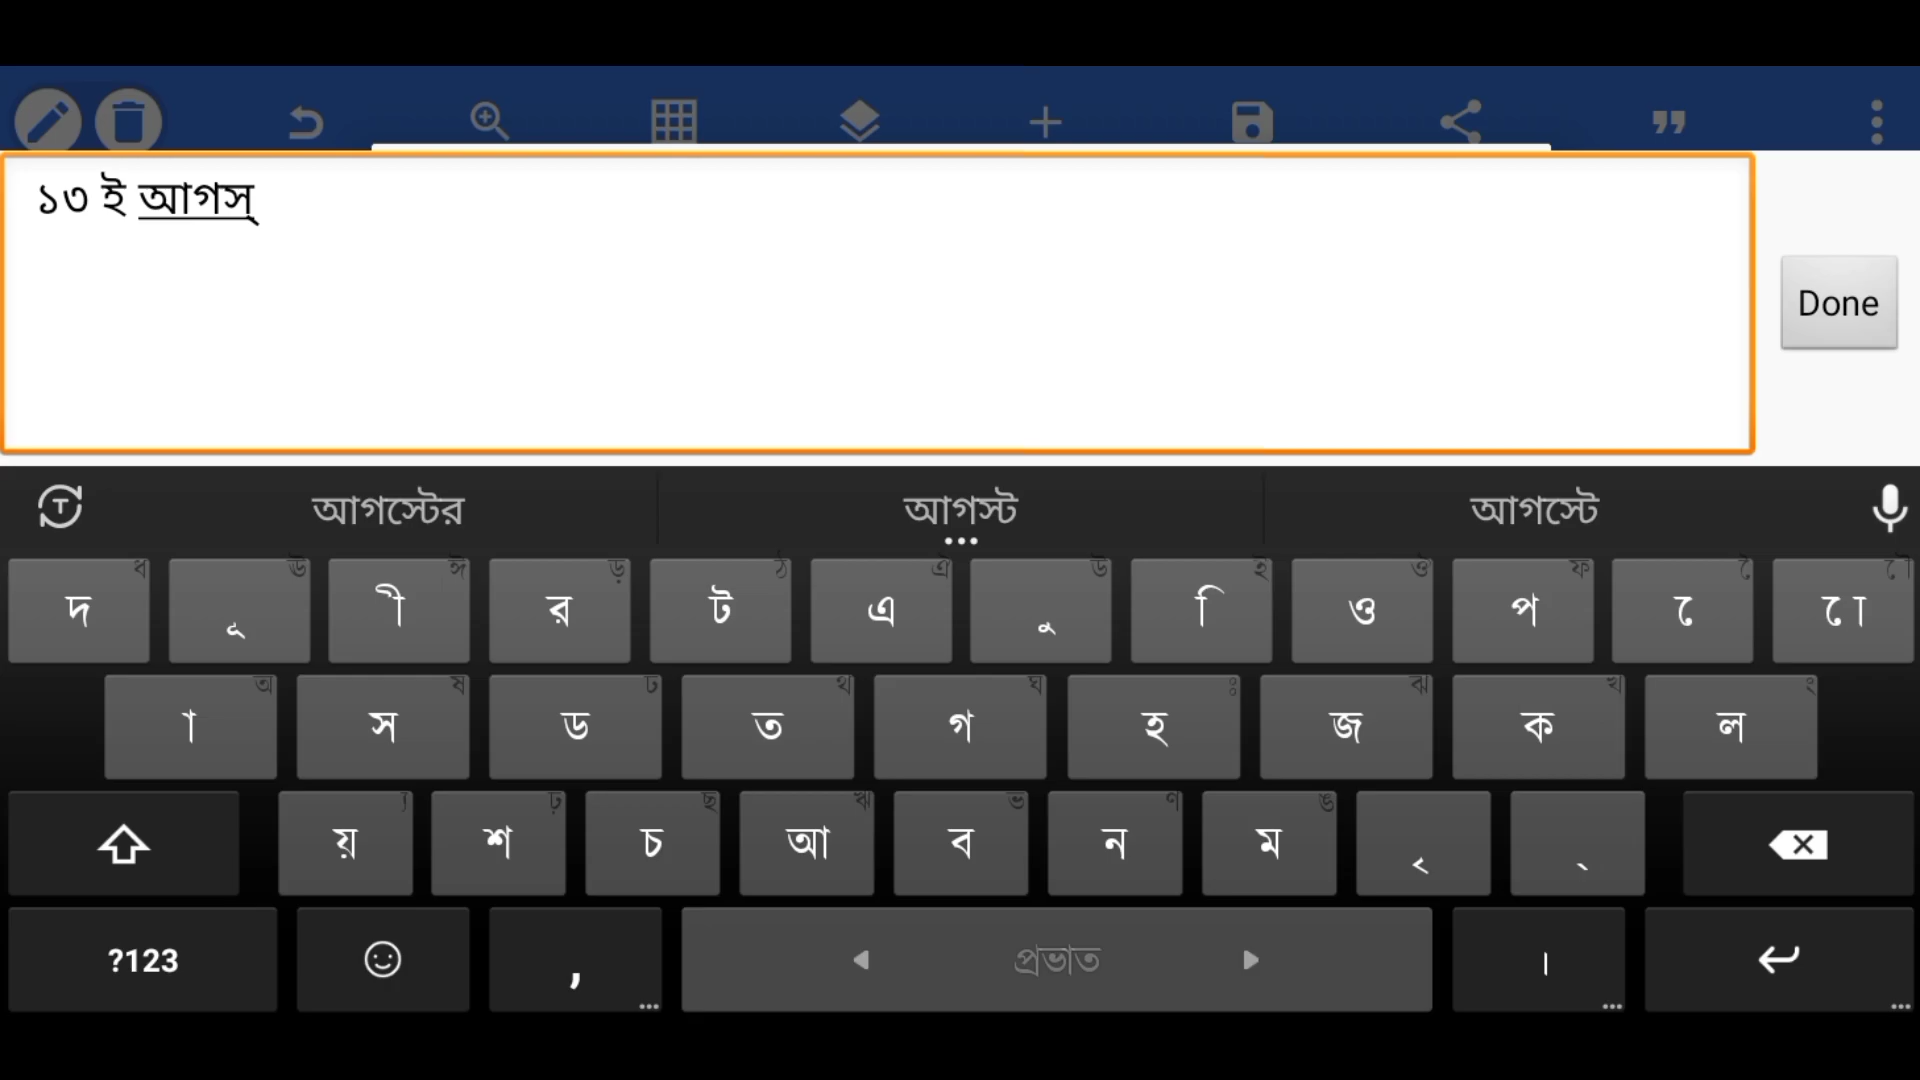 ১৩ ই আগস্
Done
আগস্টের আগস্ট আগস্টে
ধ ঊ ঈ ড় ঠ ঐ উ ই ঔ ফ ৈ ৌ
দ ূ ী র ট এ ু ি ও প ে ো
অ ষ ঢ থ ঘ ঃ ঝ খ ং
া স ড ত গ হ জ ক ল
ঢ় ছ ঋ ভ ণ ঙ
য় শ চ আ ব ন ম ৃ ্
?123 , প্রভাত ।